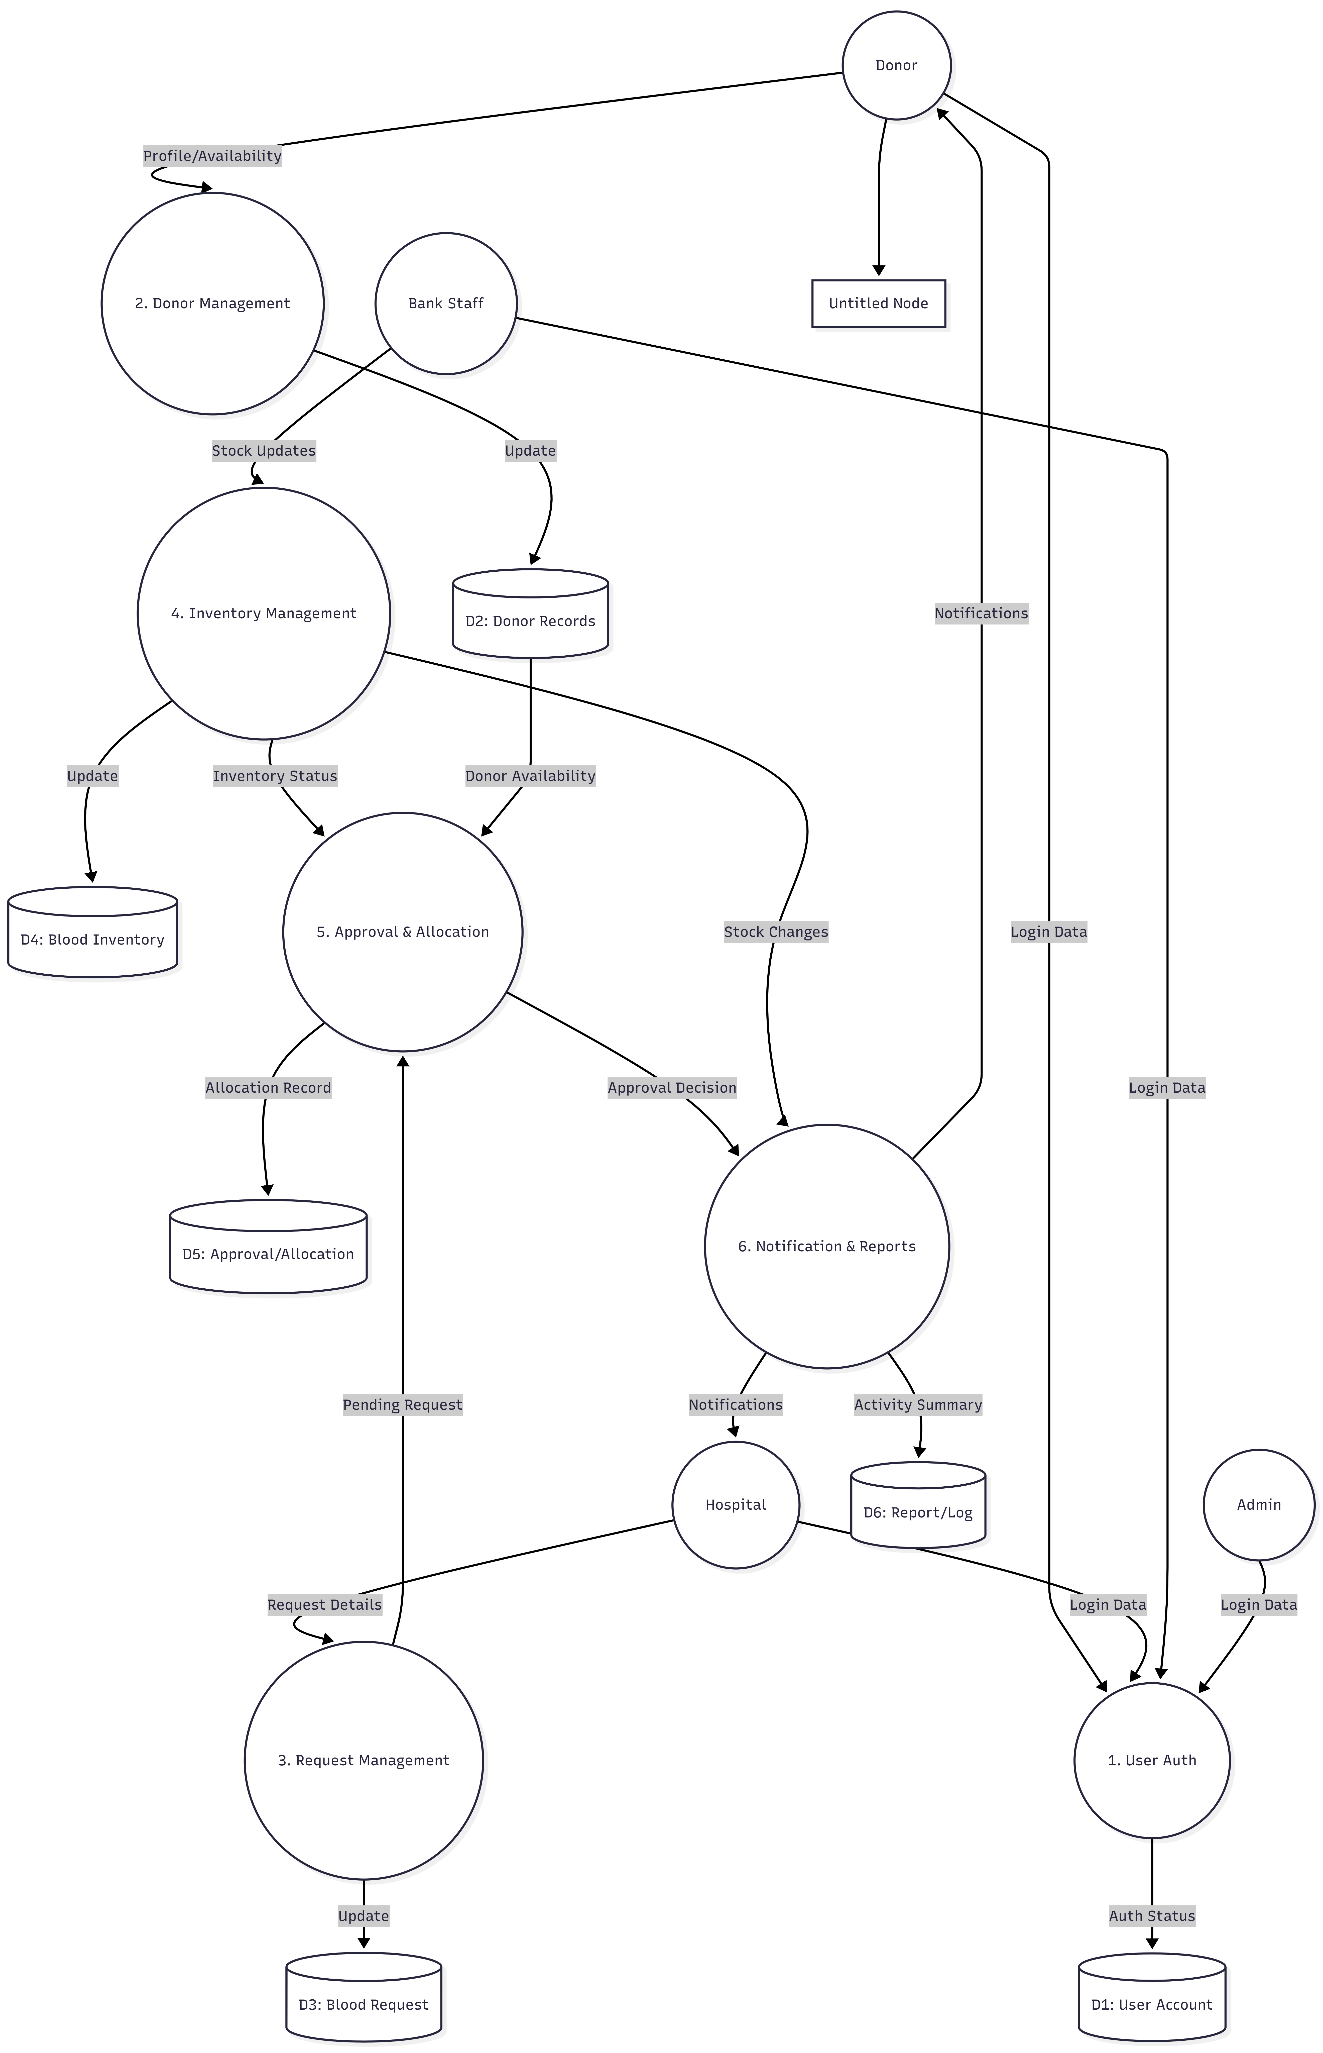 Donor
Profile/Availability
2. Donor Management
Bank Staff
Untitled Node
Stock Updates
Update
4. Inventory Management
D2: Donor Records
Notifications
Update
Inventory Status
Donor Availability
D4: Blood Inventory
5. Approval & Allocation
Stock Changes
Login Data
Allocation Record
Approval Decision
Login Data
D5: Approval/Allocation
6. Notification & Reports
Pending Request
Notifications
Activity Summary
Hospital
D6: Report/Log
Admin
Request Details
Login Data
Login Data
3. Request Management
1. User Auth
Update
Auth Status
D3: Blood Request
D1: User Account